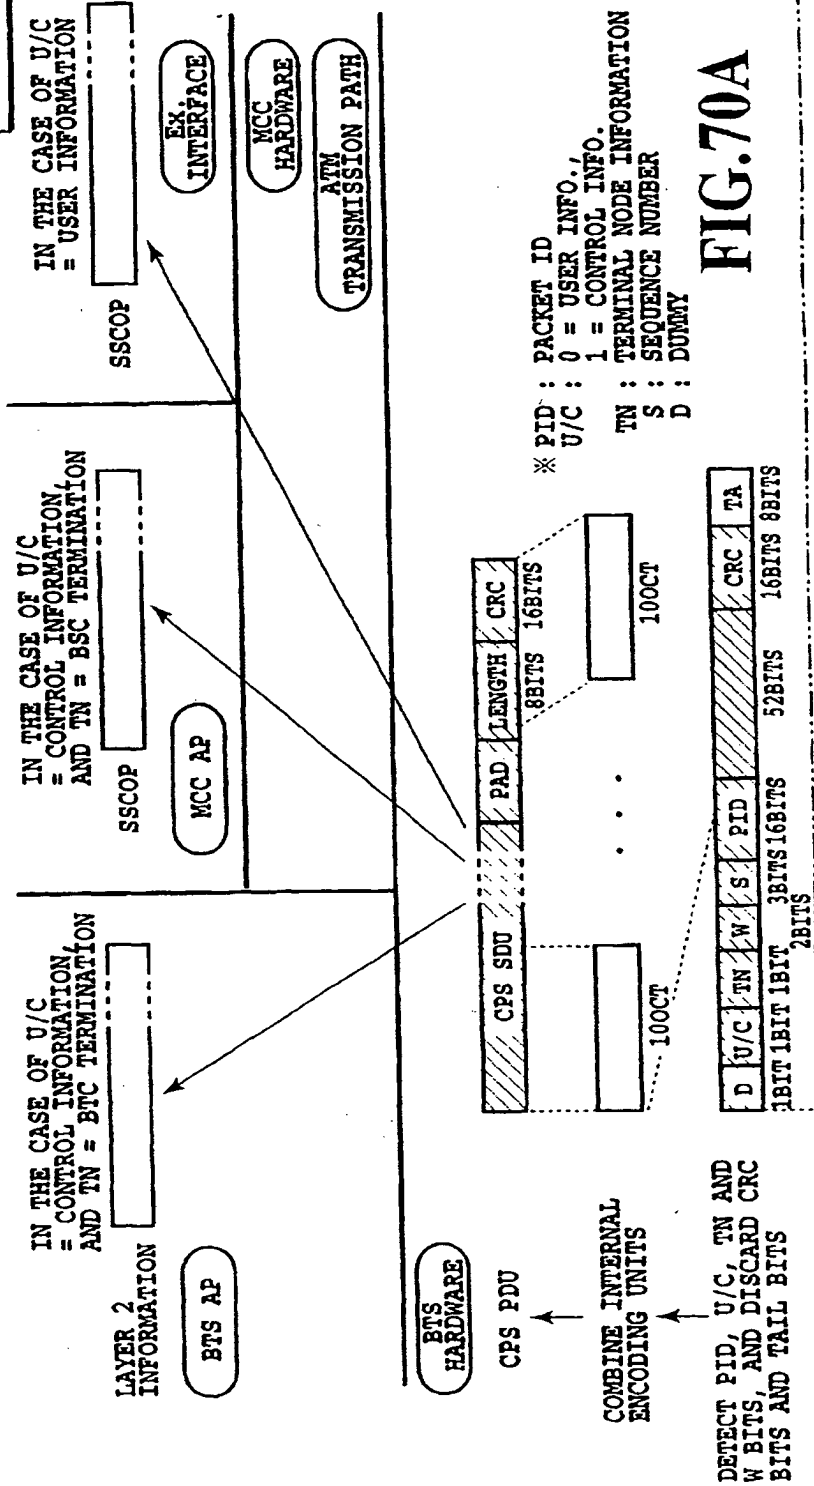 IN THE CASE OF U/C
= CONTROL INFORMATION,
AND TN = BTC TERMINATION
LAYER 2
INFORMATION
BTS AP
IN THE CASE OF U/C
= CONTROL INFORMATION,
AND TN = BSC TERMINATION
SSCOP
MCC AP
IN THE CASE OF U/C
= USER INFORMATION
SSCOP
EX.
INTERFACE
MCC
HARDWARE
ATM
TRANSMISSION PATH
BTS
HARDWARE
CPS PDU
CPS SDU
PAD
LENGTH
CRC
8BITS
16BITS
COMBINE INTERNAL
ENCODING UNITS
10OCT
• • •
10OCT
DETECT PID, U/C, TN AND
W BITS, AND DISCARD CRC
BITS AND TAIL BITS
D
U/C
TN
W
S
PID
CRC
TA
1BIT 1BIT 1BIT
2BITS
3BITS 16BITS
52BITS
16BITS
8BITS
※ PID : PACKET ID
U/C : 0 = USER INFO.,
1 = CONTROL INFO.
TN : TERMINAL NODE INFORMATION
S : SEQUENCE NUMBER
D : DUMMY
FIG.70A